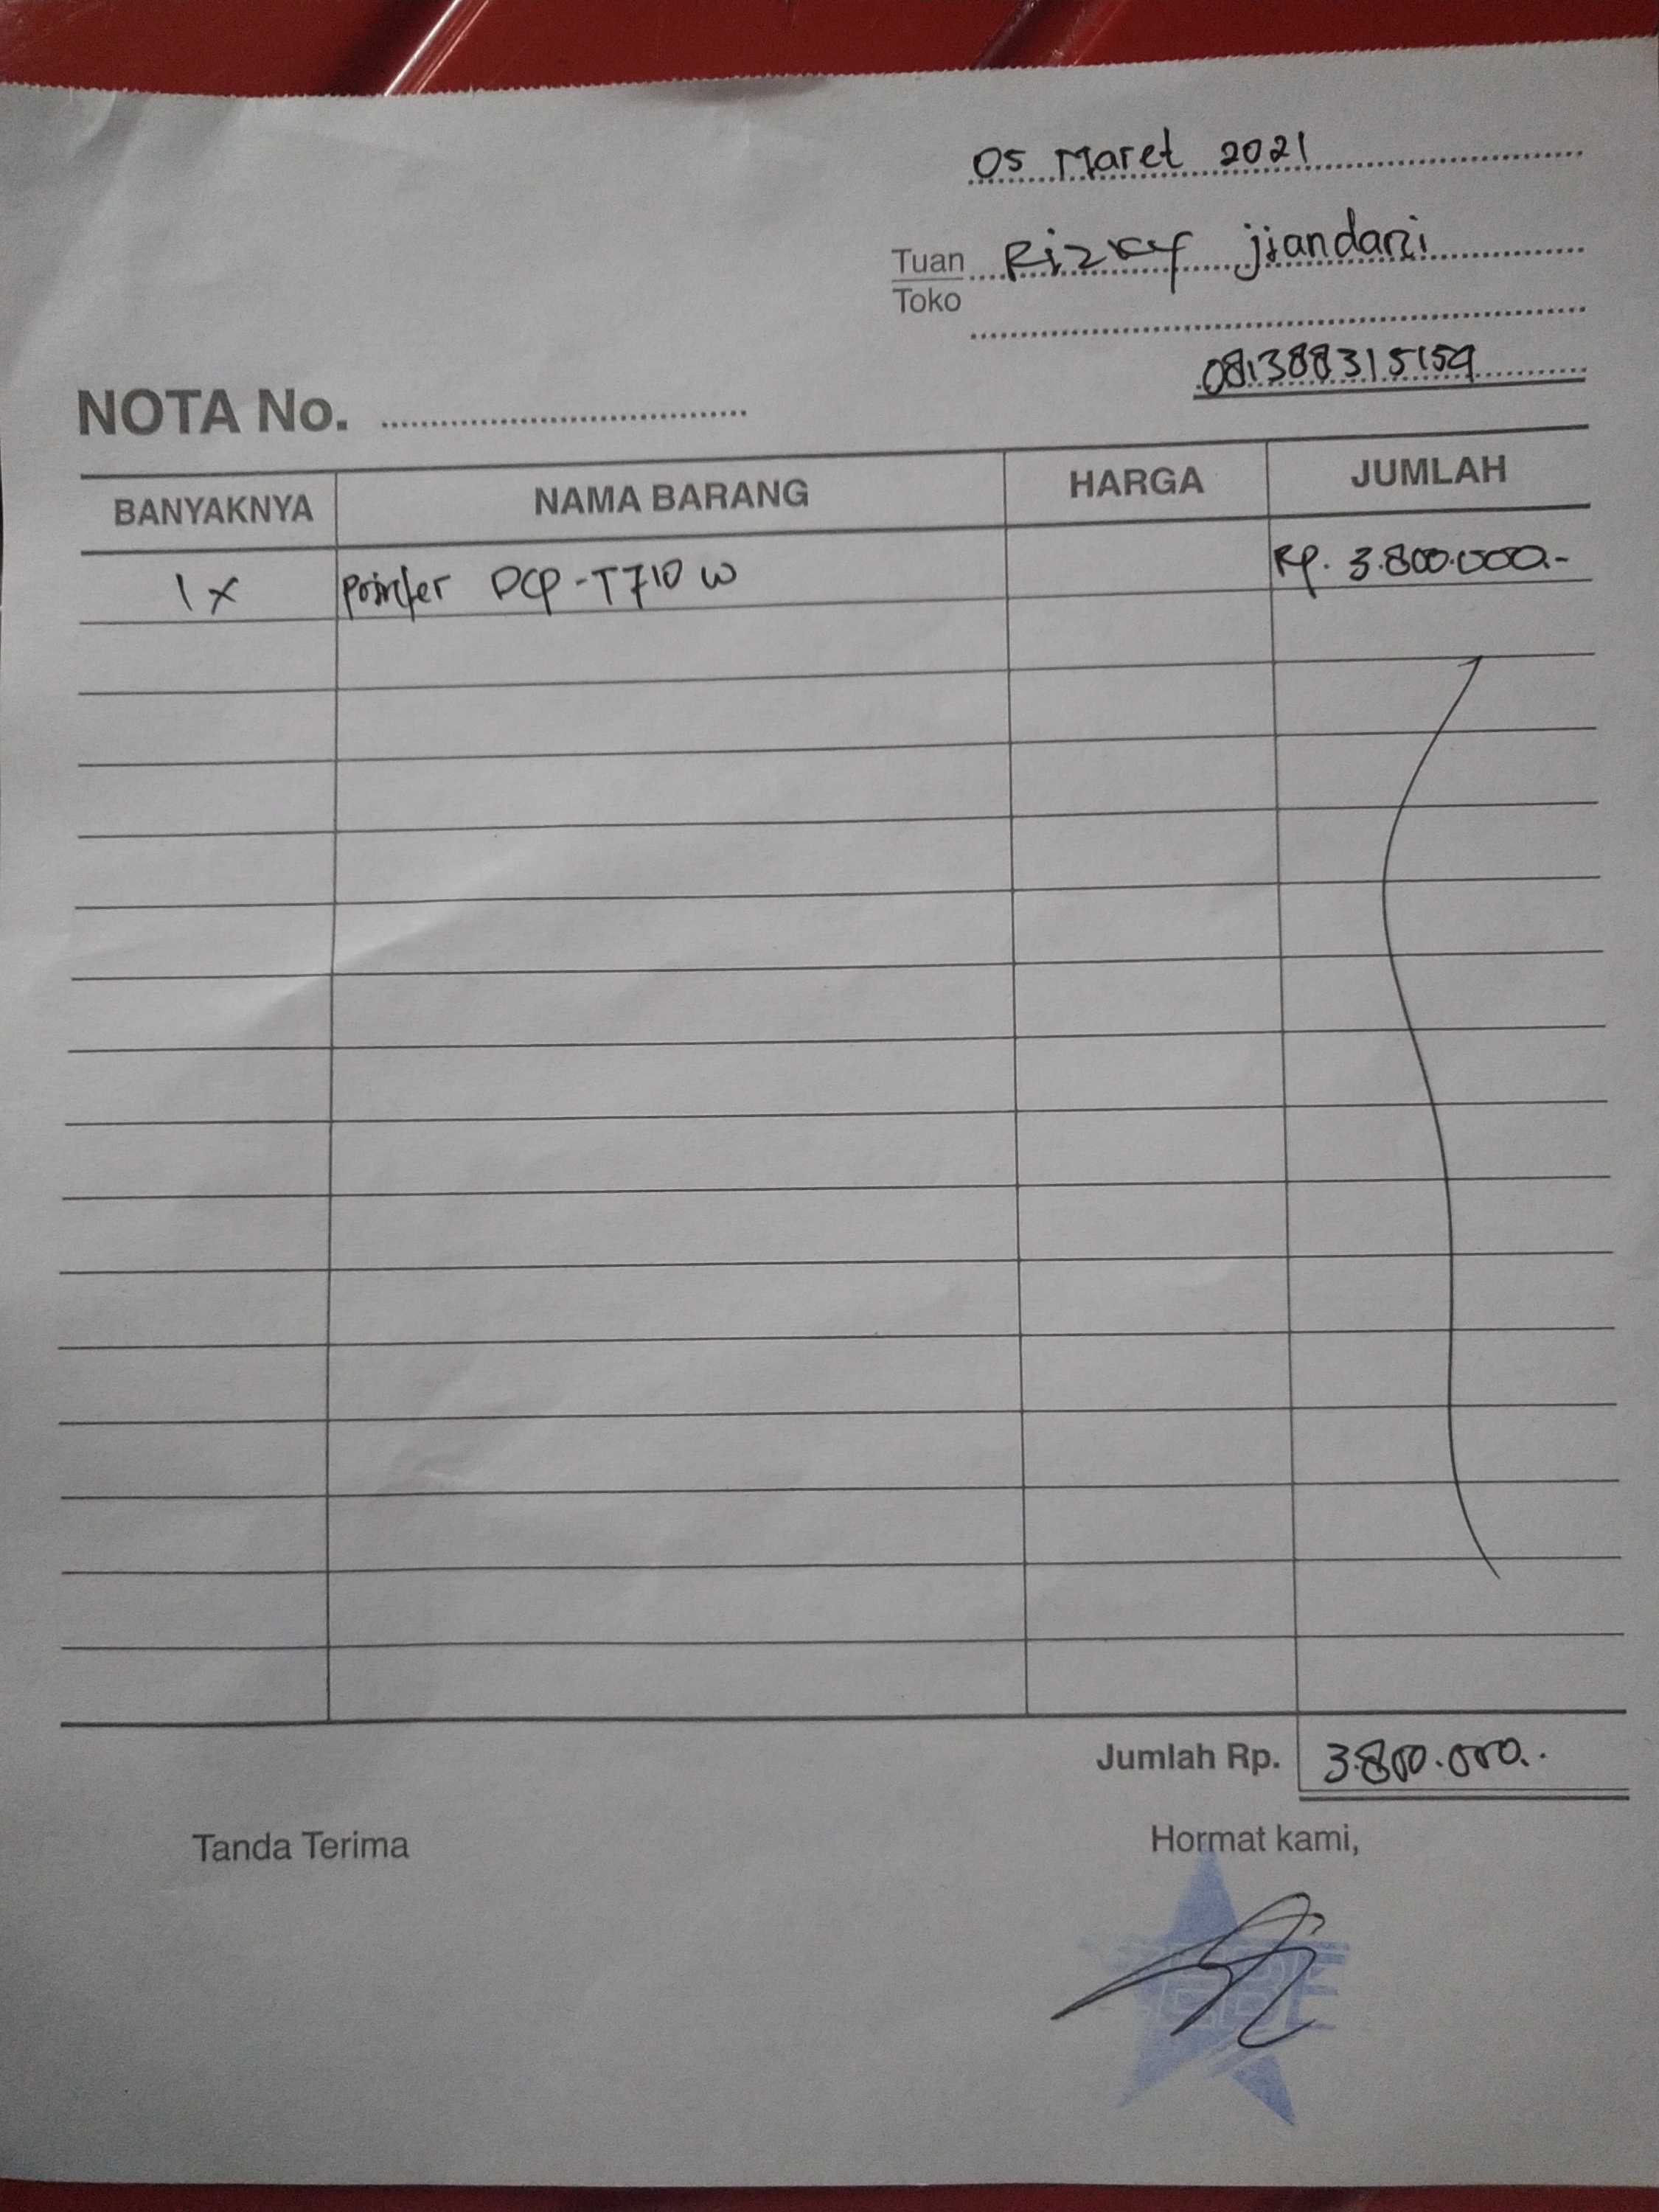 05 Maret 2021
Tuan Rizky jiandari
Toko
081388315159
NOTA No.
BANYAKNYA NAMA BARANG HARGA JUMLAH
1x Printer DCP-T710 W Rp. 3.800.000.-
Jumlah Rp. 3.800.000..
Tanda Terima Hormat kami,